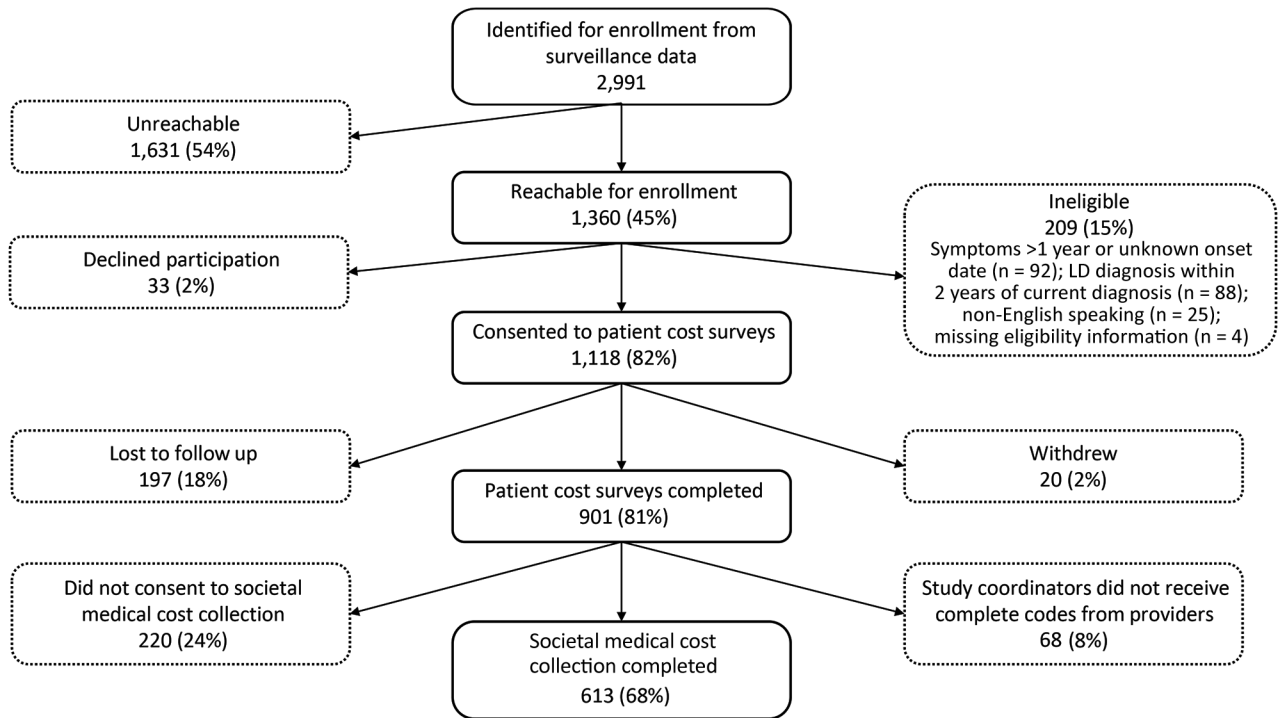 Identified for enrollment from
surveillance data
2,991
Unreachable
1,631 (54%)
Reachable for enrollment
1,360 (45%)
Ineligible
209 (15%)
Symptoms >1 year or unknown onset
date (n = 92); LD diagnosis within
2 years of current diagnosis (n = 88);
non-English speaking (n = 25);
missing eligibility information (n = 4)
Declined participation
33 (2%)
Consented to patient cost surveys
1,118 (82%)
Lost to follow up
197 (18%)
Withdrew
20 (2%)
Patient cost surveys completed
901 (81%)
Did not consent to societal
medical cost collection
220 (24%)
Study coordinators did not receive
complete codes from providers
68 (8%)
Societal medical cost
collection completed
613 (68%)